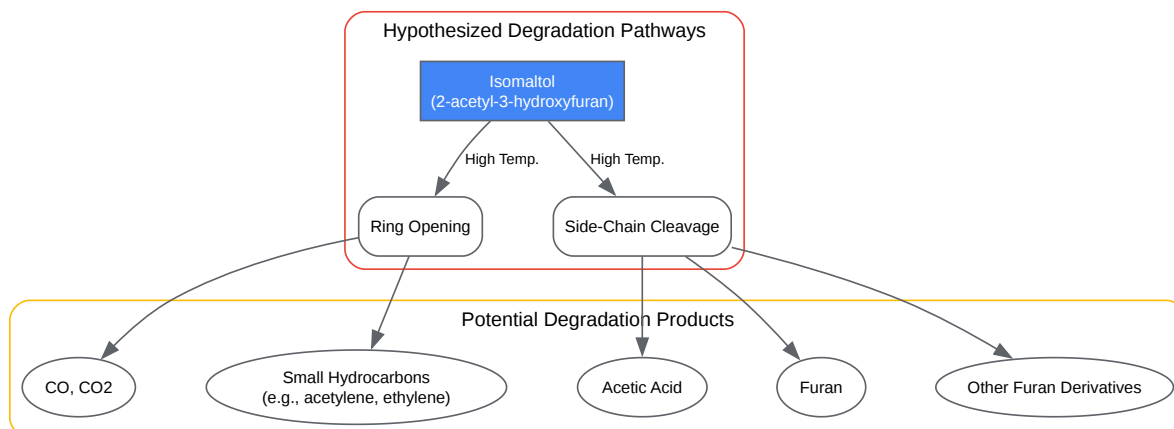 Hypothesized Degradation Pathways
Isomaltol
(2-acetyl-3-hydroxyfuran)
High Temp.
High Temp.
Ring Opening
Side-Chain Cleavage
Potential Degradation Products
CO, CO2
Small Hydrocarbons
(e.g., acetylene, ethylene)
Acetic Acid
Furan
Other Furan Derivatives